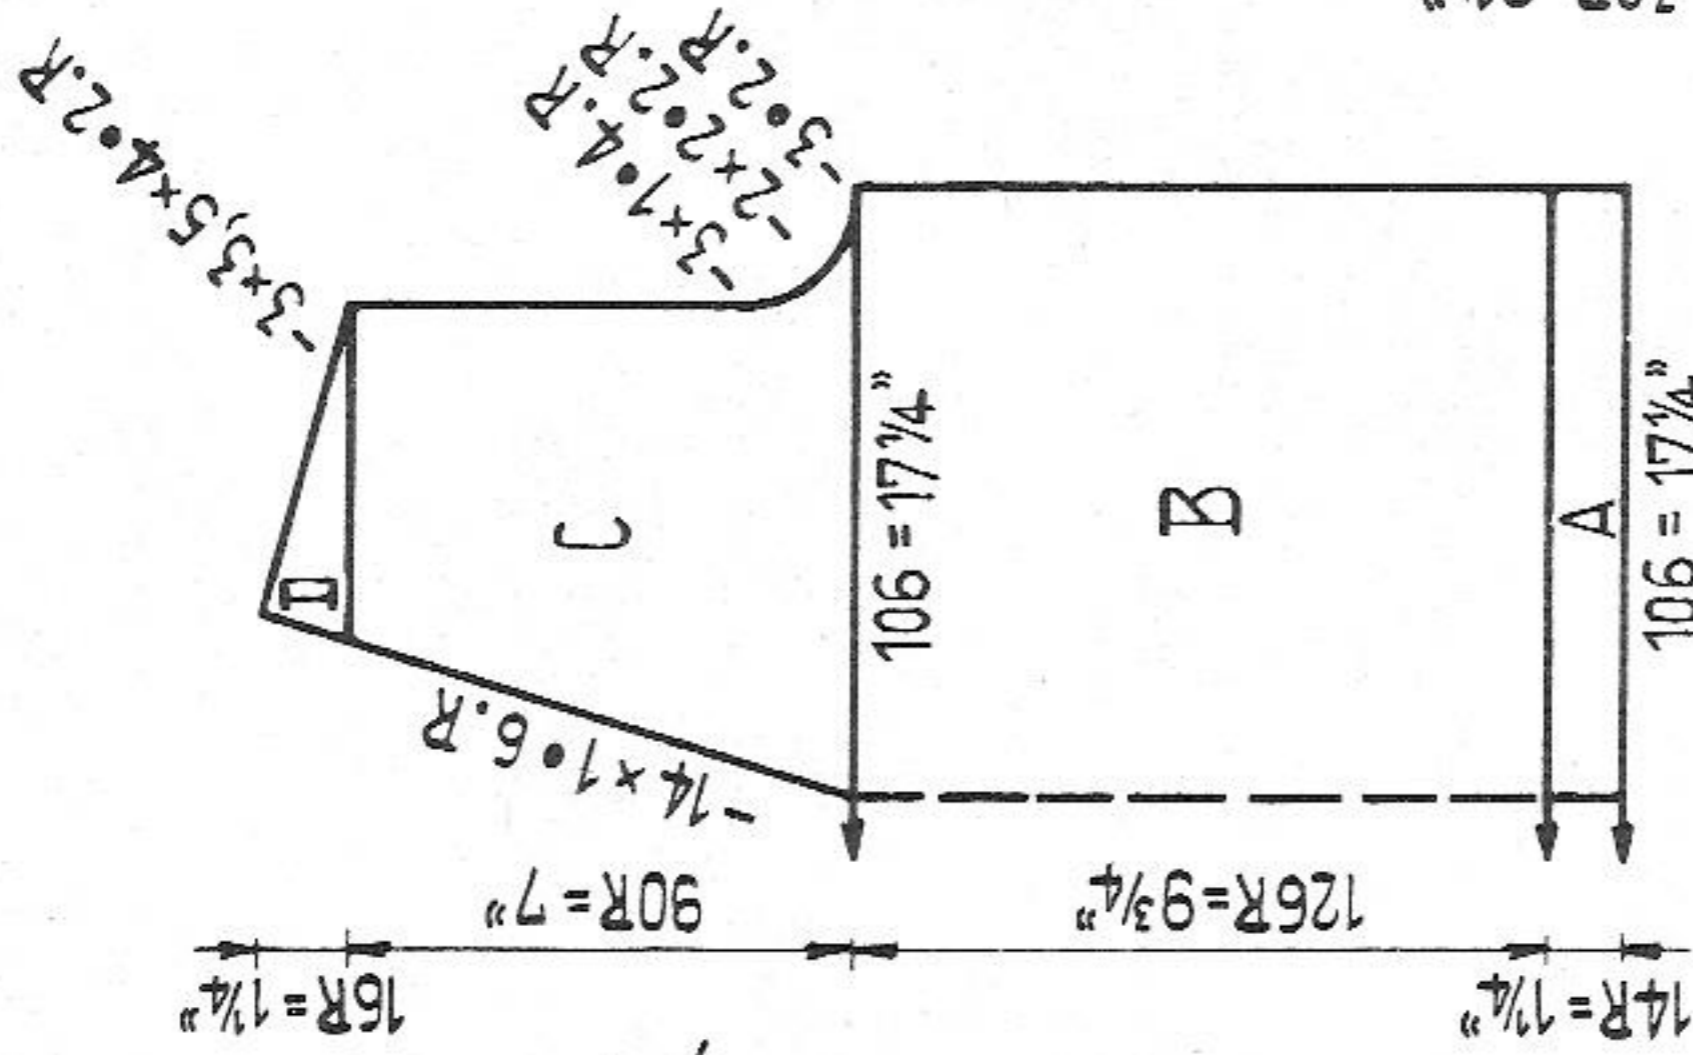 -3×3,5×4•2.R
-3×1•4.R
-2×2•2.R
-3•2.R
D
C
-14×1•6.R
106 = 17¼”
B
A
106 = 17¼”
16R=1¼”
90R=7”
126R=9¾”
14R=1¼”